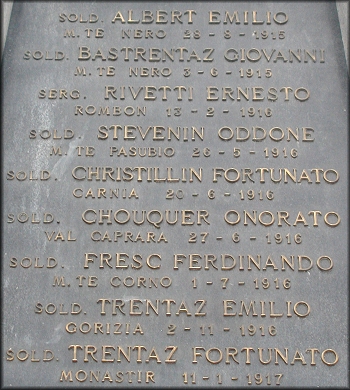 SOLD. ALBERT EMILIO
M.TE NERO 28 - 8 - 1915
SOLD. BASTRENTAZ GIOVANNI
M.TE NERO 3 - 6 - 1915
SERG. RIVETTI ERNESTO
ROMBON 13 - 2 - 1916
SOLD. STEVENIN ODDONE
M.TE PASUBIO 26 - 5 - 1916
SOLD. CHRISTILLIN FORTUNATO
CARNIA 20 - 6 - 1916
SOLD. CHOUQUER ONORATO
VAL CAPRARA 27 - 6 - 1916
SOLD. FRESC FERDINANDO
M.TE CORNO 1 - 7 - 1916
SOLD. TRENTAZ EMILIO
GORIZIA 2 - 11 - 1916
SOLD. TRENTAZ FORTUNATO
MONASTIR 11 - 1 - 1917